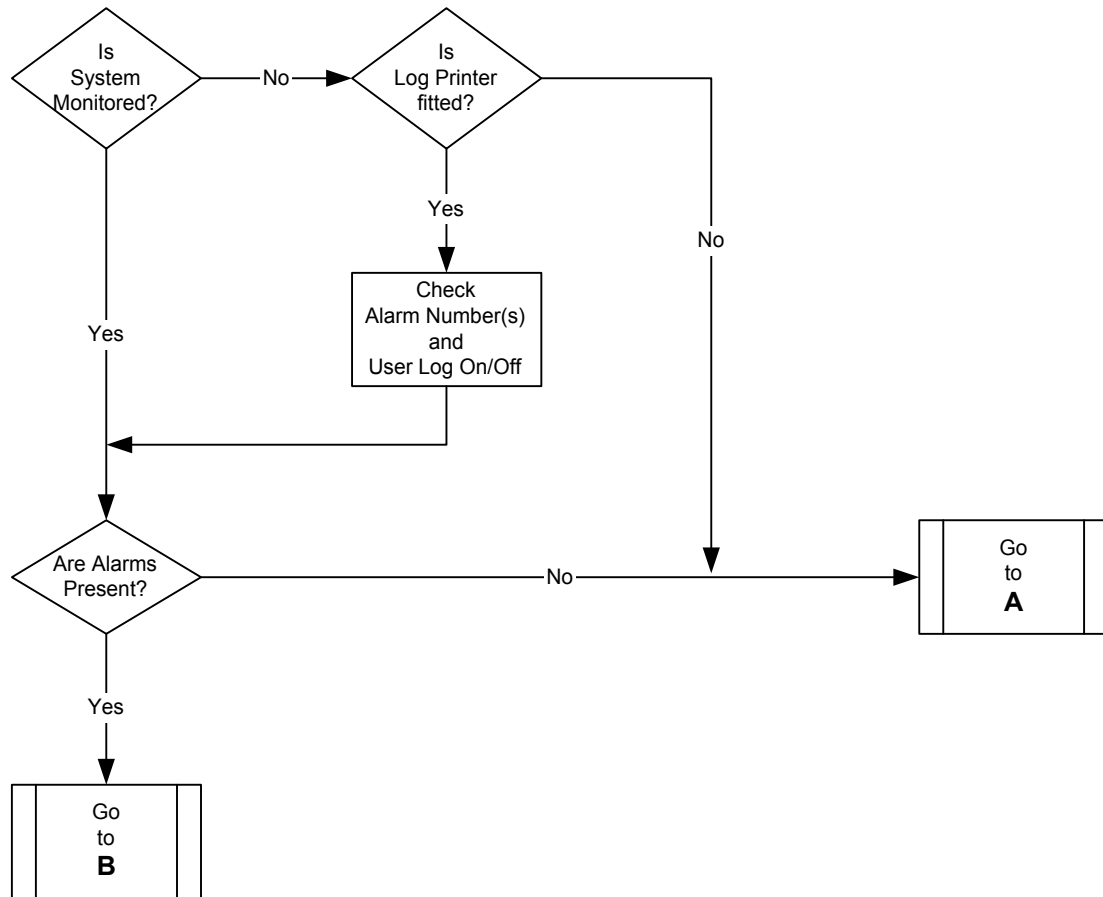 Is
System
Monitored?
No
Is
Log Printer
fitted?
Yes
No
Check
Alarm Number(s)
and
User Log On/Off
Yes
Are Alarms
Present?
No
Go
to
A
Yes
Go
to
B